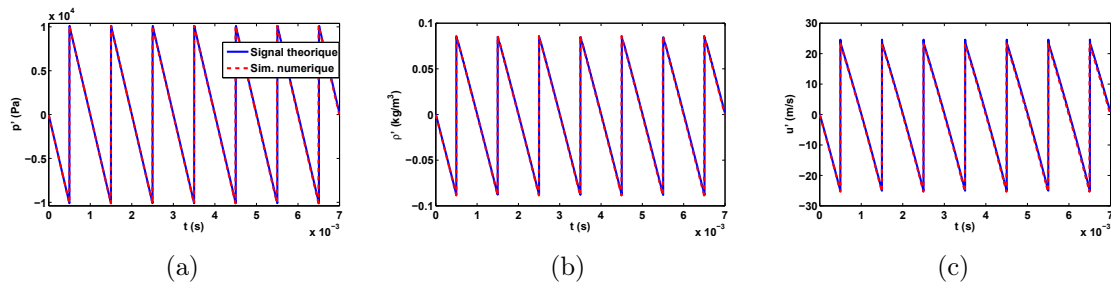 x 10⁴
1
0.5
0
−0.5
−1
p' (Pa)
Signal theorique
Sim. numerique
0 1 2 3 4 5 6 7
t (s)
x 10⁻³
(a)
0.1
0.05
0
−0.05
−0.1
ρ' (kg/m³)
0 1 2 3 4 5 6 7
t (s)
x 10⁻³
(b)
30
20
10
0
−10
−20
−30
u' (m/s)
0 1 2 3 4 5 6 7
t (s)
x 10⁻³
(c)